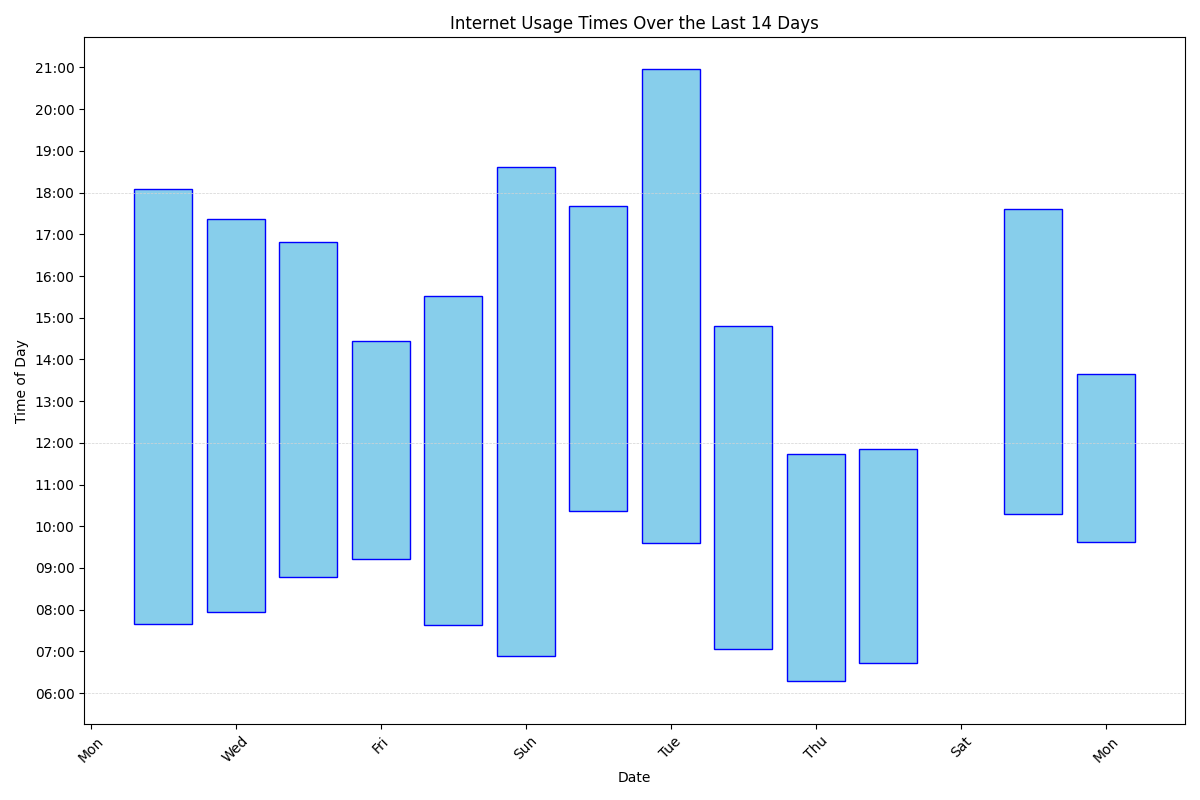 Internet Usage Times Over the Last 14 Days
21:00
20:00
19:00
18:00
17:00
16:00
15:00
14:00
13:00
12:00
11:00
10:00
09:00
08:00
07:00
06:00
Time of Day
Mon
Wed
Fri
Sun
Tue
Thu
Sat
Mon
Date